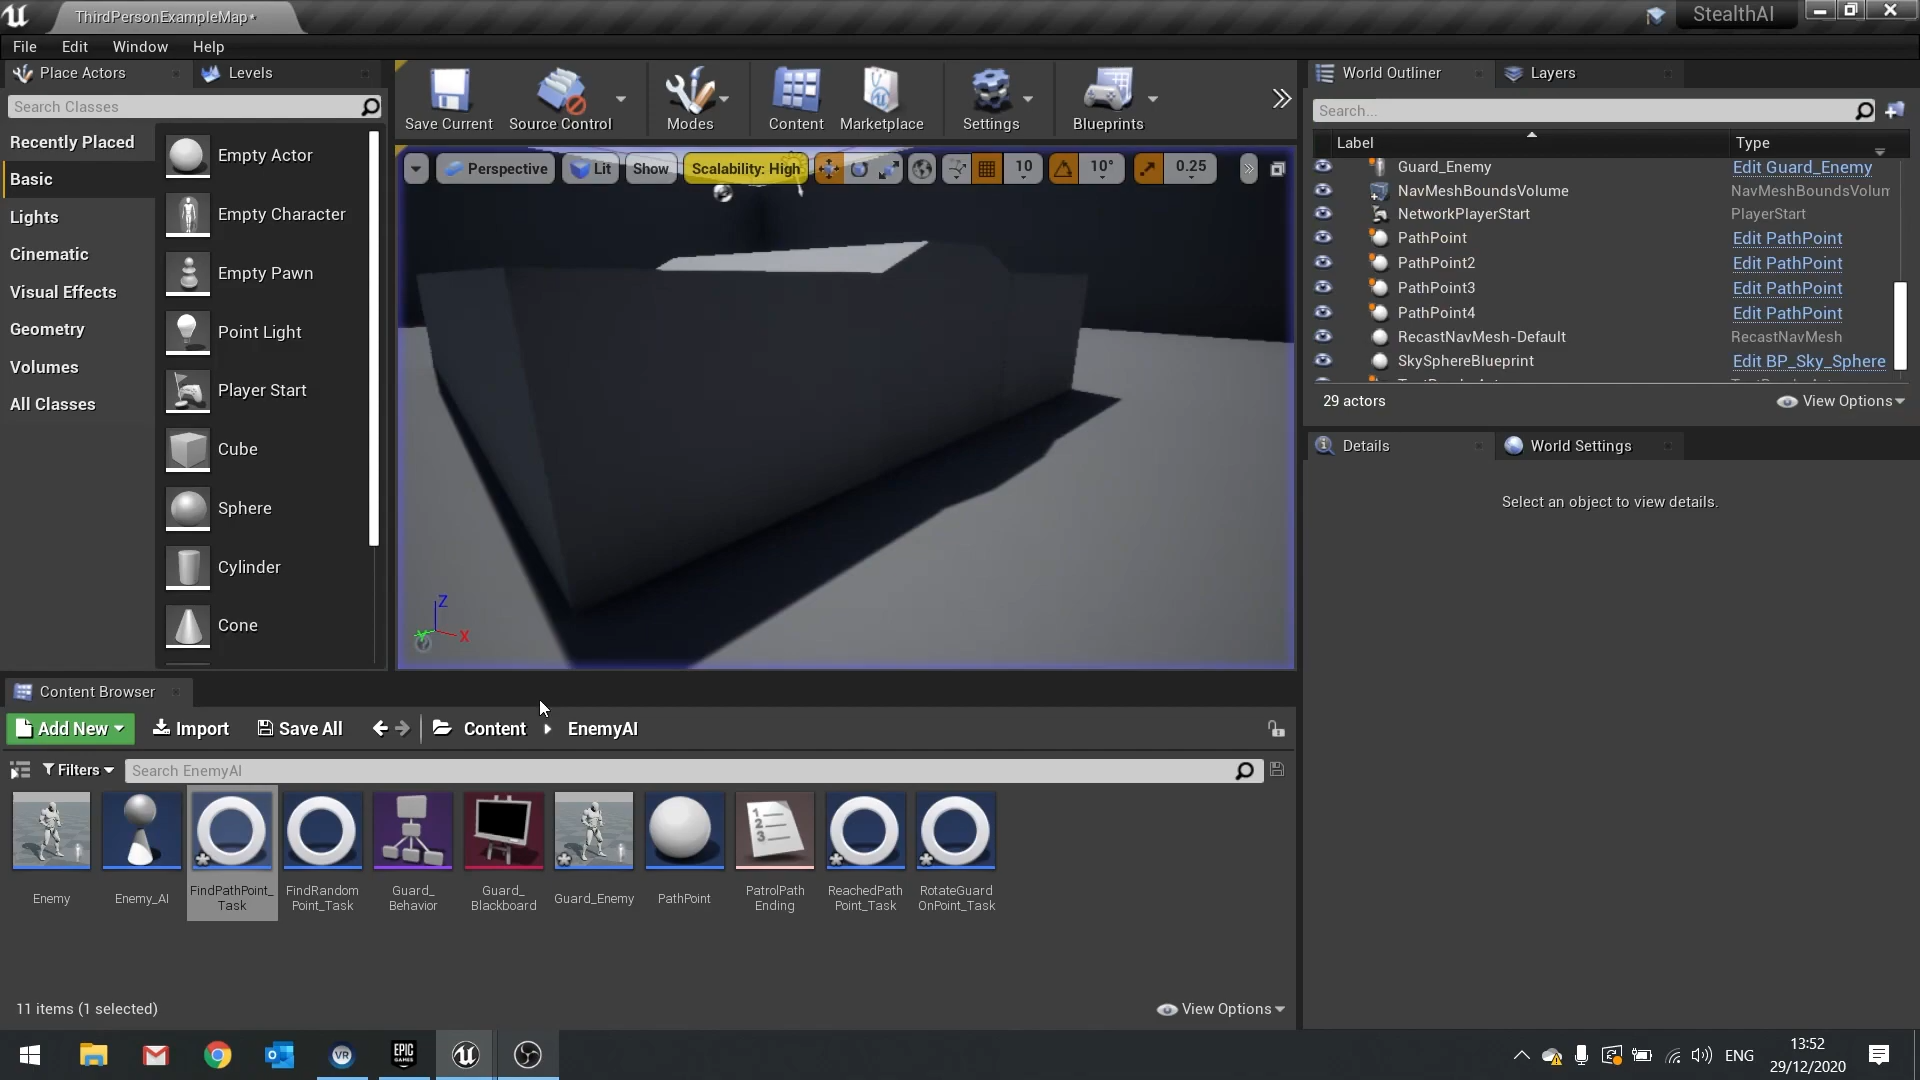 ThirdPersonExampleMap*
StealthAI
File Edit Window Help
Place Actors
Levels
Search Classes
Recently Placed
Basic
Lights
Cinematic
Visual Effects
Geometry
Volumes
All Classes
Empty Actor
Empty Character
Empty Pawn
Point Light
Player Start
Cube
Sphere
Cylinder
Cone
Save Current
Source Control
Modes
Content
Marketplace
Settings
Blueprints
Perspective
Lit
Show
Scalability: High
10
10°
0.25
Z
X
World Outliner
Layers
Search...
Label Type
Guard_Enemy Edit Guard_Enemy
NavMeshBoundsVolume NavMeshBoundsVolum
NetworkPlayerStart PlayerStart
PathPoint Edit PathPoint
PathPoint2 Edit PathPoint
PathPoint3 Edit PathPoint
PathPoint4 Edit PathPoint
RecastNavMesh-Default RecastNavMesh
SkySphereBlueprint Edit BP_Sky_Sphere
29 actors
View Options
Details
World Settings
Select an object to view details.
Content Browser
Add New
Import
Save All
Content
EnemyAI
Filters
Search EnemyAI
Enemy
Enemy_AI
FindPathPoint_
Task
FindRandom
Point_Task
Guard_
Behavior
Guard_
Blackboard
Guard_Enemy
PathPoint
PatrolPath
Ending
ReachedPath
Point_Task
RotateGuard
OnPoint_Task
11 items (1 selected)
View Options
VR
EPIC
GAMES
ENG
13:52
29/12/2020